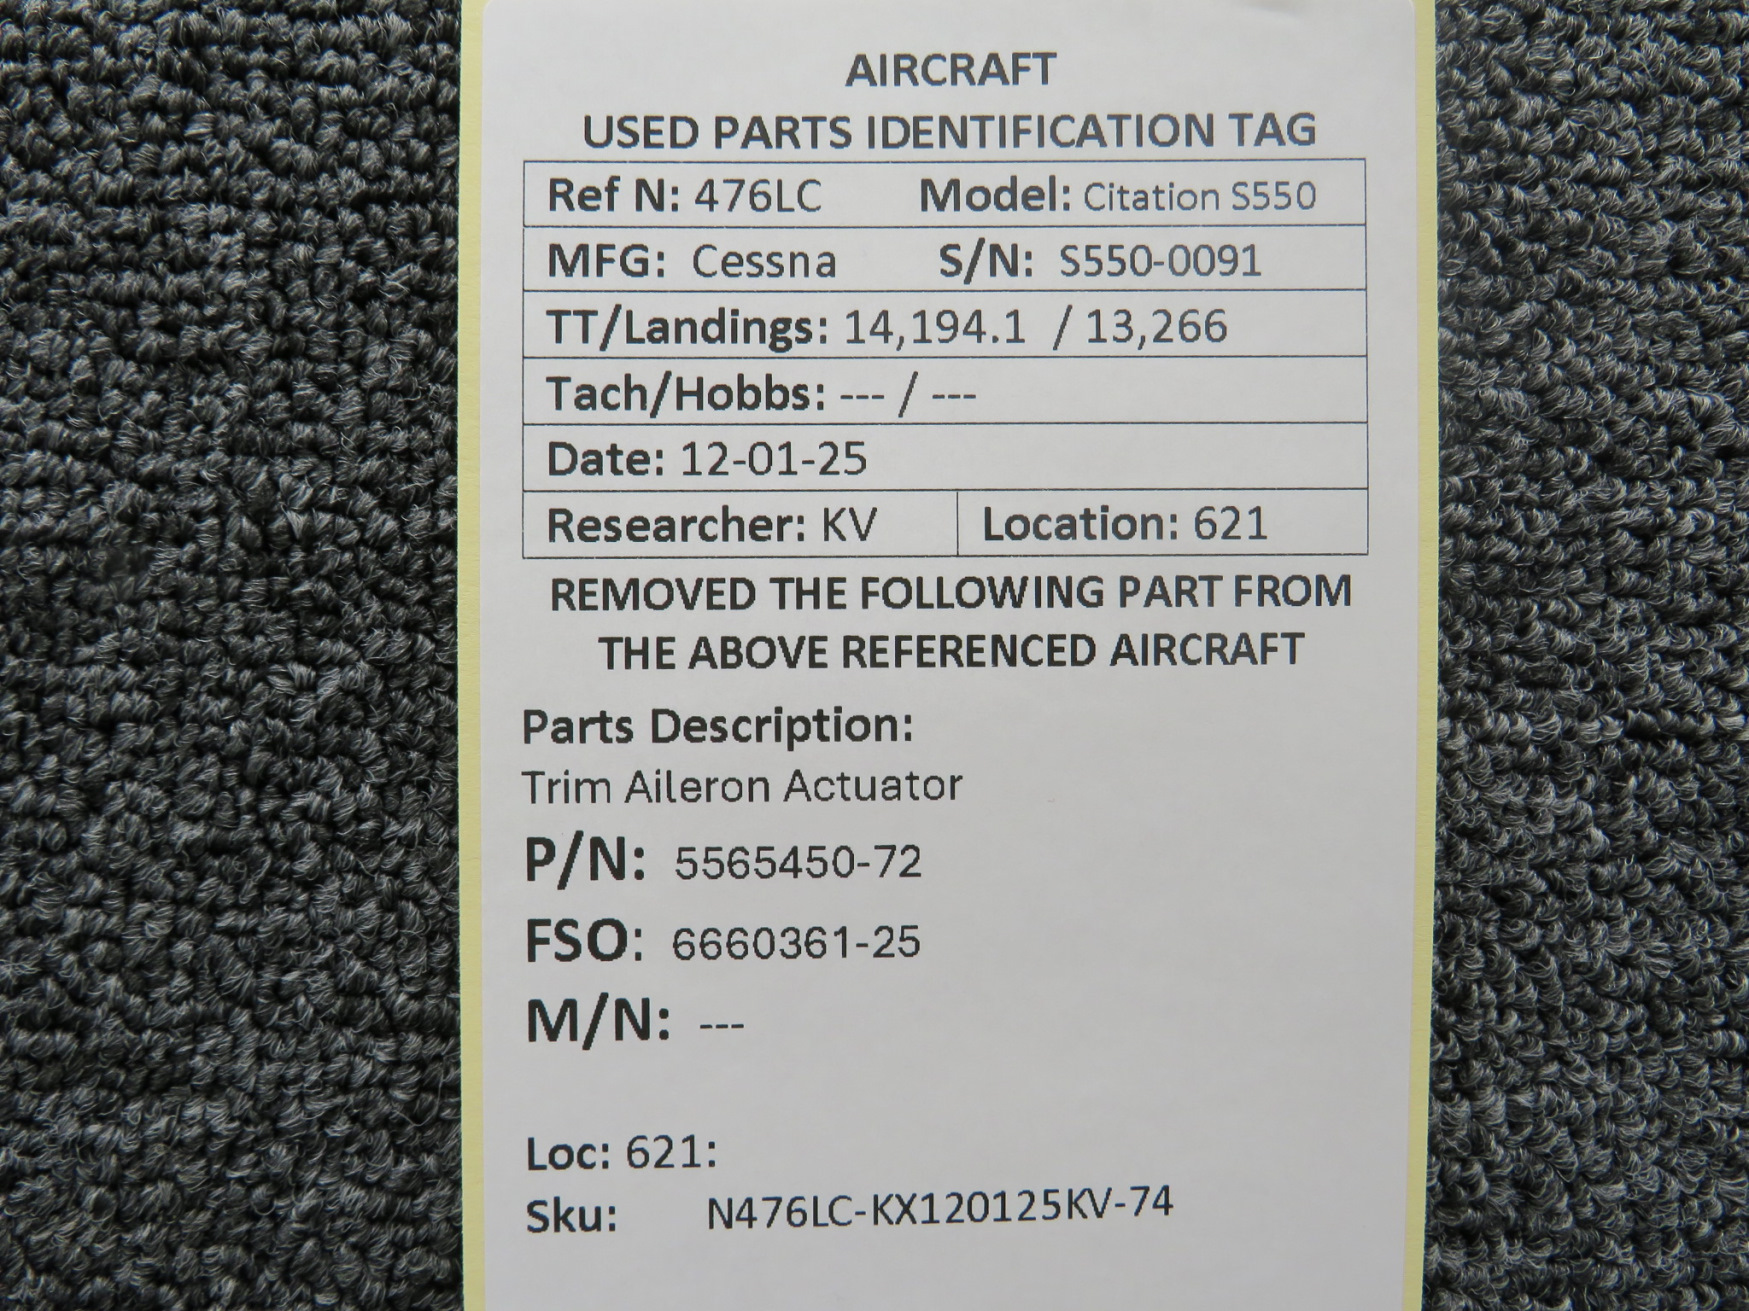 AIRCRAFT
USED PARTS IDENTIFICATION TAG
Ref N: 476LC Model: Citation S550
MFG: Cessna S/N: S550-0091
TT/Landings: 14,194.1 / 13,266
Tach/Hobbs: --- / ---
Date: 12-01-25
Researcher: KV Location: 621
REMOVED THE FOLLOWING PART FROM
THE ABOVE REFERENCED AIRCRAFT
Parts Description:
Trim Aileron Actuator
P/N: 5565450-72
FSO: 6660361-25
M/N: ---
Loc: 621:
Sku: N476LC-KX120125KV-74